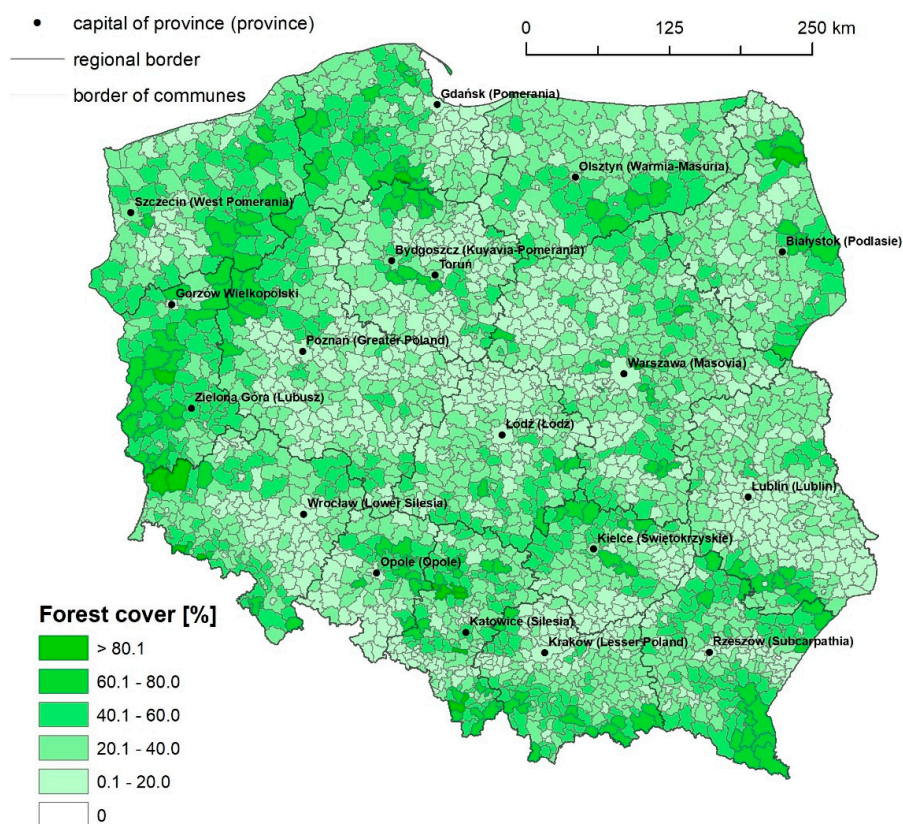 capital of province (province)
0 125 250 km
regional border
border of communes
Gdańsk (Pomerania)
Olsztyn (Warmia-Masuria)
Szczecin (West Pomerania)
Białystok (Podlasie)
Bydgoszcz (Kuyavia-Pomerania)
Toruń
Gorzów Wielkopolski
Poznań (Greater Poland)
Warszawa (Masovia)
Zielona Góra (Lubusz)
Łódź (Łódź)
Lublin (Lublin)
Wrocław (Lower Silesia)
Kielce (Swiętokrzyskie)
Opole (Opole)
Forest cover [%]
Katowice (Silesia)
Kraków (Lesser Poland)
Rzeszów (Subcarpathia)
> 80.1
60.1 - 80.0
40.1 - 60.0
20.1 - 40.0
0.1 - 20.0
0